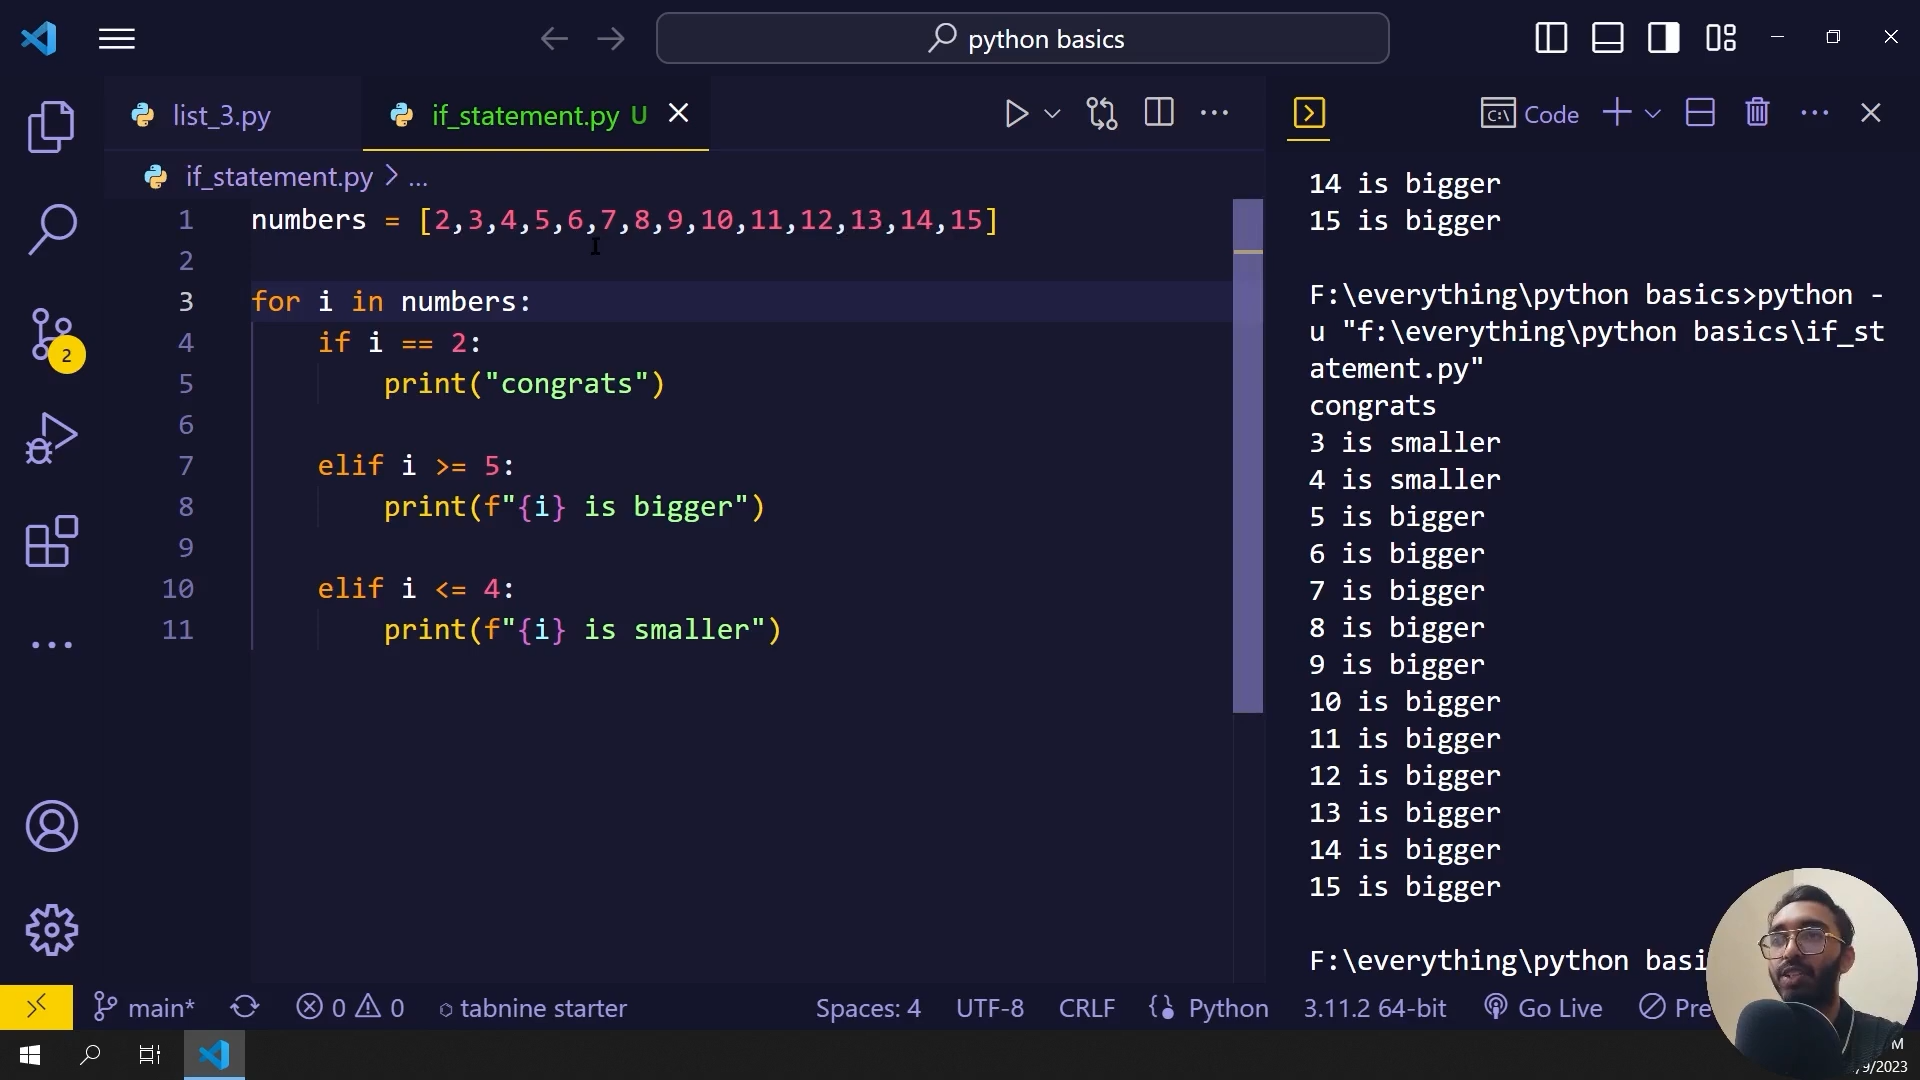 python basics
list_3.py
if_statement.py U
Code
if_statement.py > ...
1 numbers = [2,3,4,5,6,7,8,9,10,11,12,13,14,15]
2
3 for i in numbers:
4     if i == 2:
5         print("congrats")
6
7     elif i >= 5:
8         print(f"{i} is bigger")
9
10     elif i <= 4:
11         print(f"{i} is smaller")
14 is bigger
15 is bigger
F:\everything\python basics>python -
u "f:\everything\python basics\if_st
atement.py"
congrats
3 is smaller
4 is smaller
5 is bigger
6 is bigger
7 is bigger
8 is bigger
9 is bigger
10 is bigger
11 is bigger
12 is bigger
13 is bigger
14 is bigger
15 is bigger
F:\everything\python basi
2
main* 0 0 tabnine starter Spaces: 4 UTF-8 CRLF Python 3.11.2 64-bit Go Live Pre
M
/9/2023